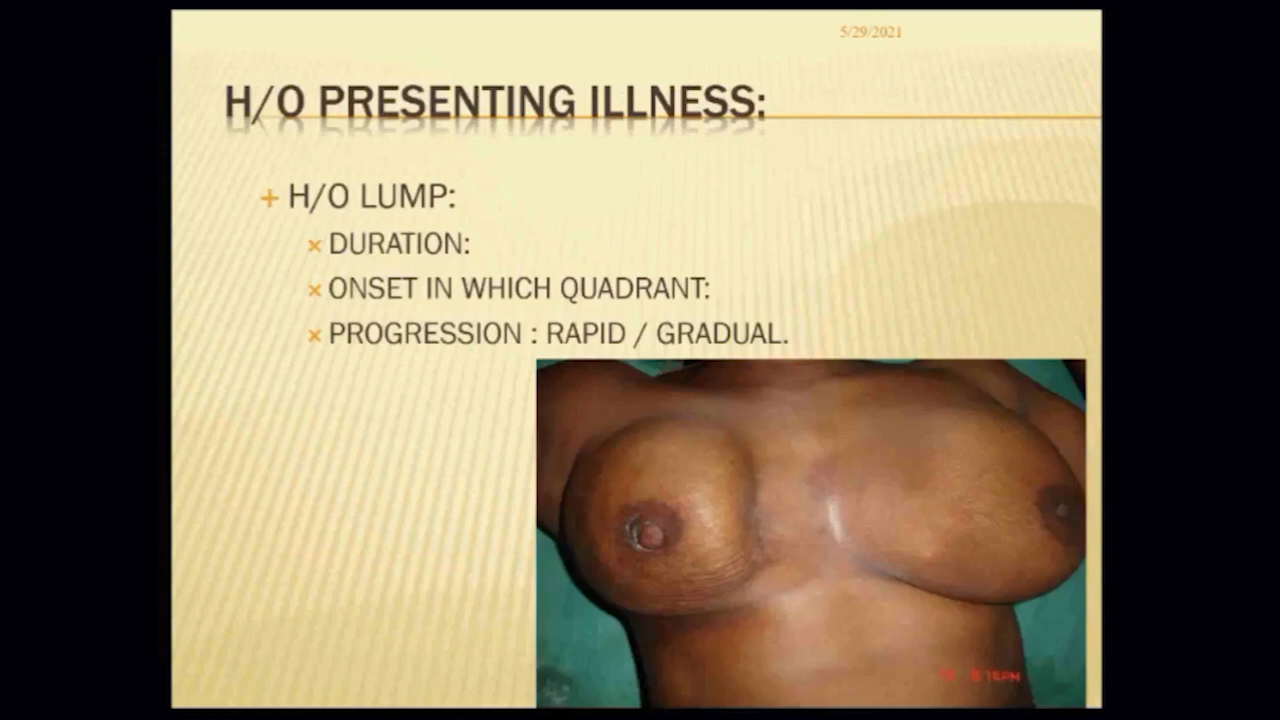 5/29/2021
H/O PRESENTING ILLNESS:
+ H/O LUMP:
× DURATION:
× ONSET IN WHICH QUADRANT:
× PROGRESSION : RAPID / GRADUAL.